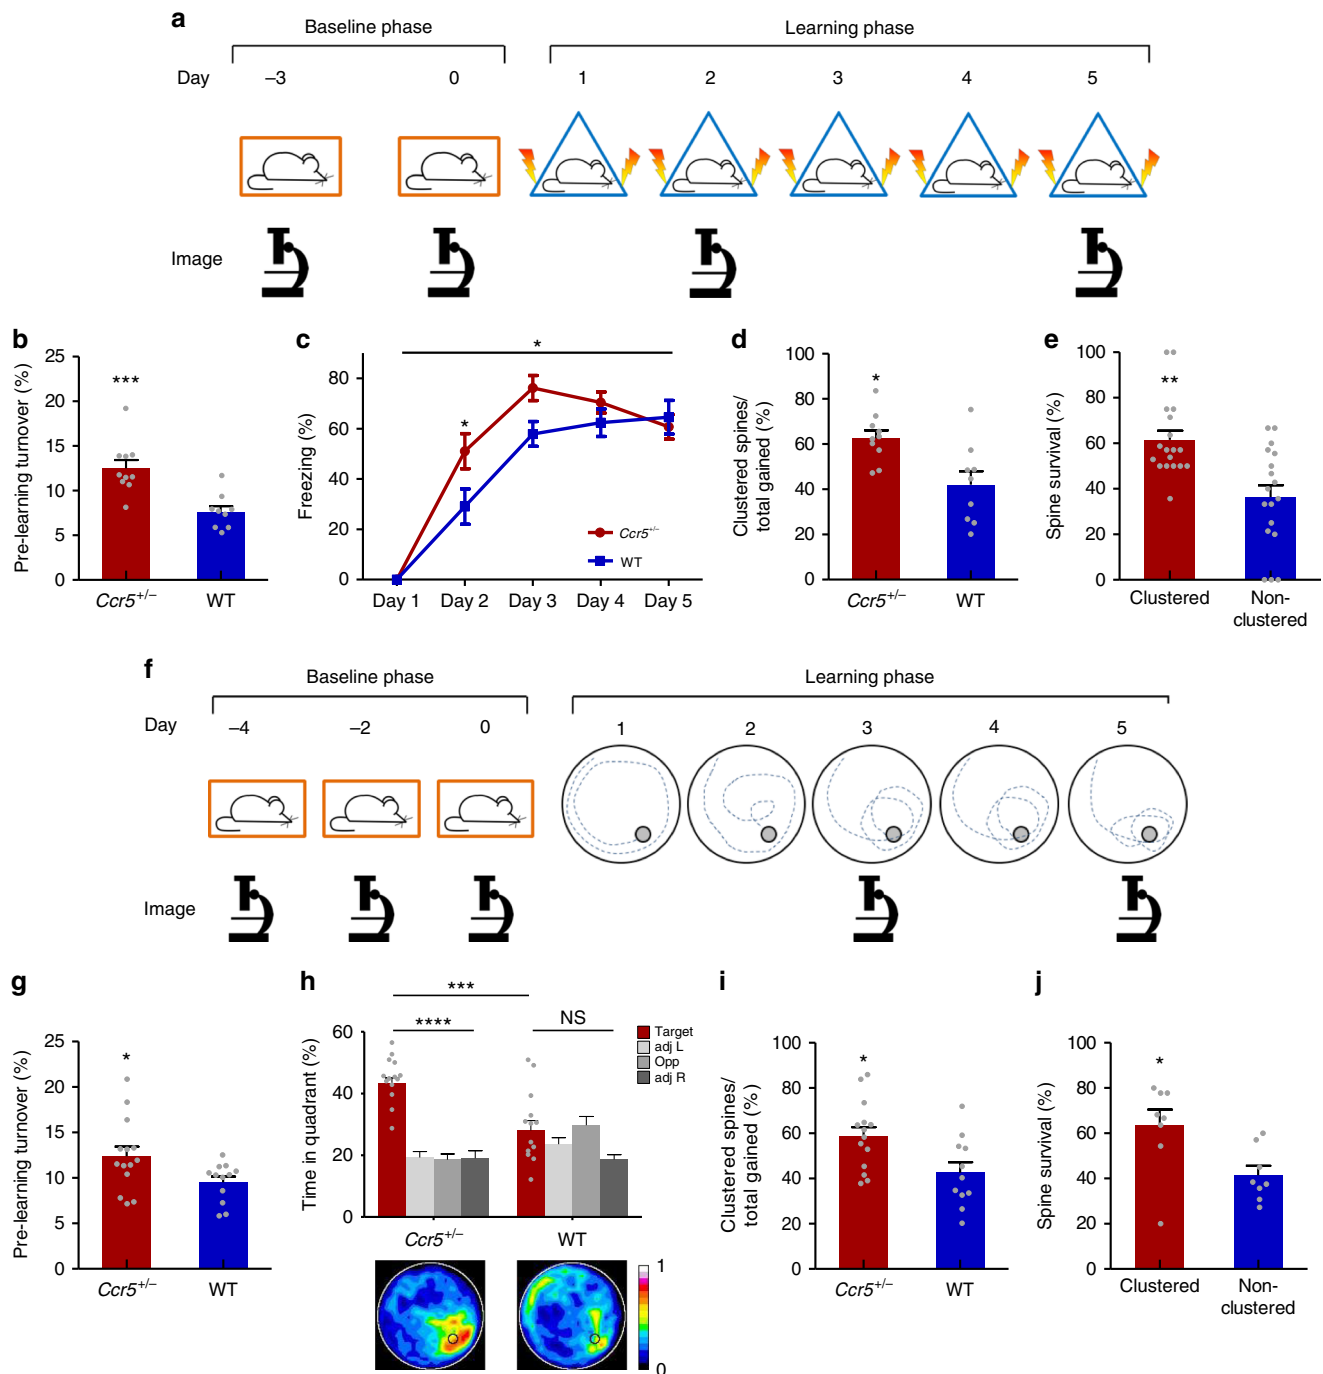 a
Baseline phase
Learning phase
Day
–3
0
1
2
3
4
5
Image
b
Pre-learning turnover (%)
25
20
15
10
5
0
***
Ccr5+/–
WT
c
Freezing (%)
80
60
40
20
0
*
*
Ccr5+/–
WT
Day 1
Day 2
Day 3
Day 4
Day 5
d
Clustered spines/
total gained (%)
100
80
60
40
20
0
*
Ccr5+/–
WT
e
Spine survival (%)
100
80
60
40
20
0
**
Clustered
Non-
clustered
f
Baseline phase
Learning phase
Day
–4
–2
0
1
2
3
4
5
Image
g
Pre-learning turnover (%)
25
20
15
10
5
0
*
Ccr5+/–
WT
h
Time in quadrant (%)
60
40
20
0
***
****
NS
Target
adj L
Opp
adj R
Ccr5+/–
WT
1
0
i
Clustered spines/
total gained (%)
100
80
60
40
20
0
*
Ccr5+/–
WT
j
Spine survival (%)
100
80
60
40
20
0
*
Clustered
Non-
clustered